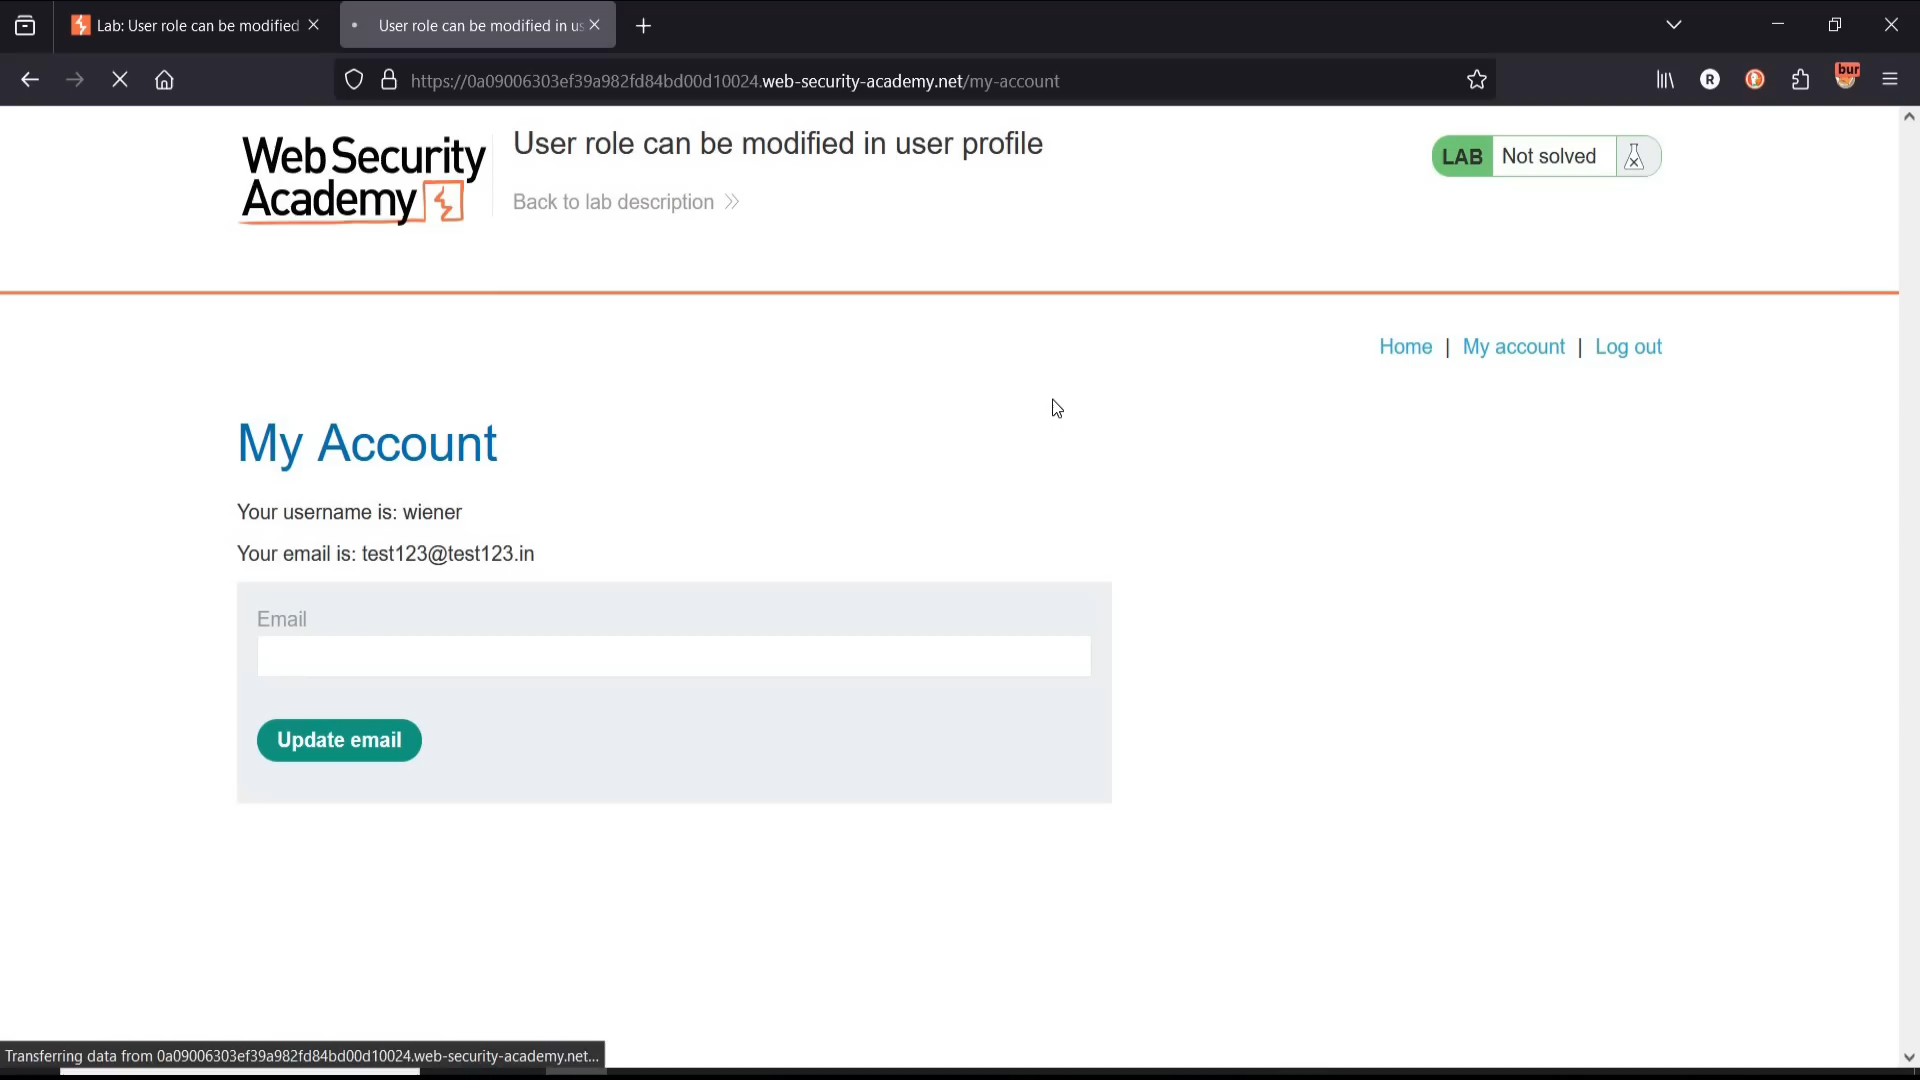 Lab: User role can be modified
User role can be modified in us
https://0a09006303ef39a982fd84bd00d10024.web-security-academy.net/my-account
R
bur
Web Security
Academy
User role can be modified in user profile
Back to lab description
LAB Not solved
Home | My account | Log out
My Account
Your username is: wiener
Your email is: test123@test123.in
Email
Update email
Transferring data from 0a09006303ef39a982fd84bd00d10024.web-security-academy.net...